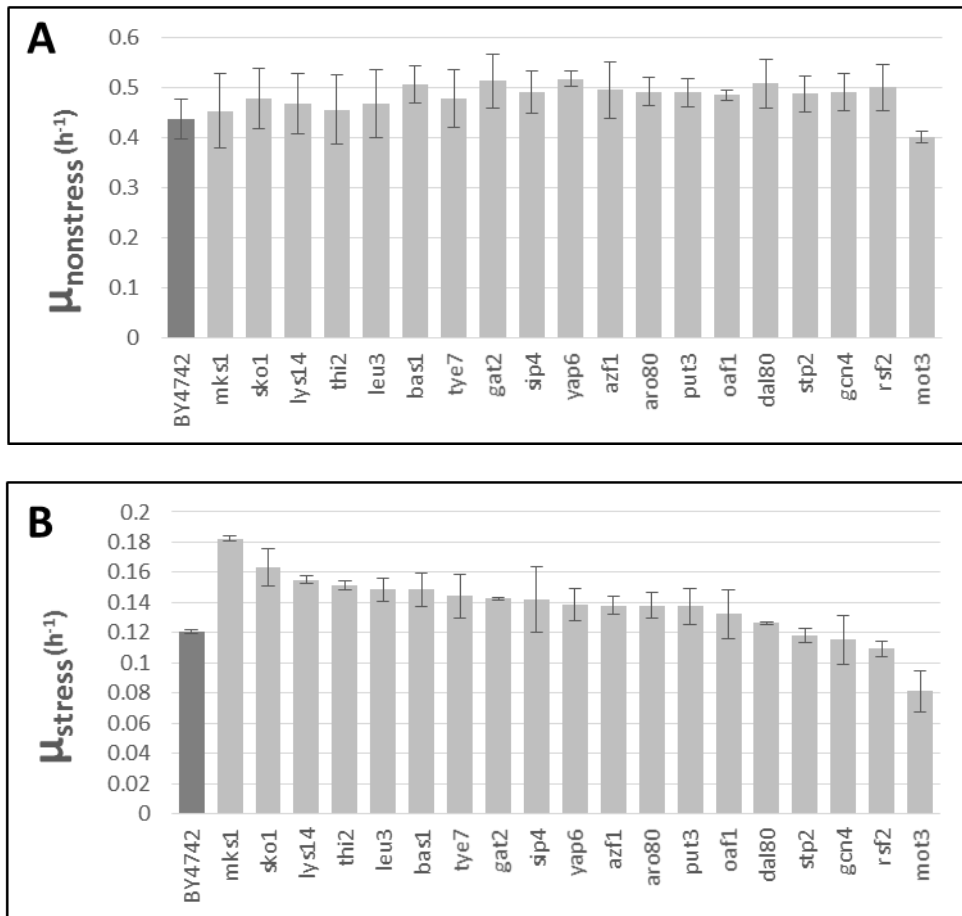 A
0.6
0.5
0.4
0.3
0.2
0.1
0
μnonstress (h-1)
BY4742
mks1
sko1
lys14
thi2
leu3
bas1
tye7
gat2
sip4
yap6
azf1
aro80
put3
oaf1
dal80
stp2
gcn4
rsf2
mot3
B
0.2
0.18
0.16
0.14
0.12
0.1
0.08
0.06
0.04
0.02
0
μstress (h-1)
BY4742
mks1
sko1
lys14
thi2
leu3
bas1
tye7
gat2
sip4
yap6
azf1
aro80
put3
oaf1
dal80
stp2
gcn4
rsf2
mot3